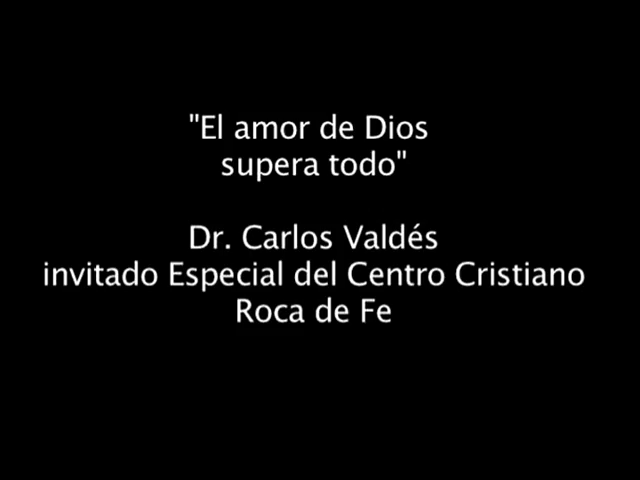 "El amor de Dios
supera todo"
Dr. Carlos Valdés
invitado Especial del Centro Cristiano
Roca de Fe